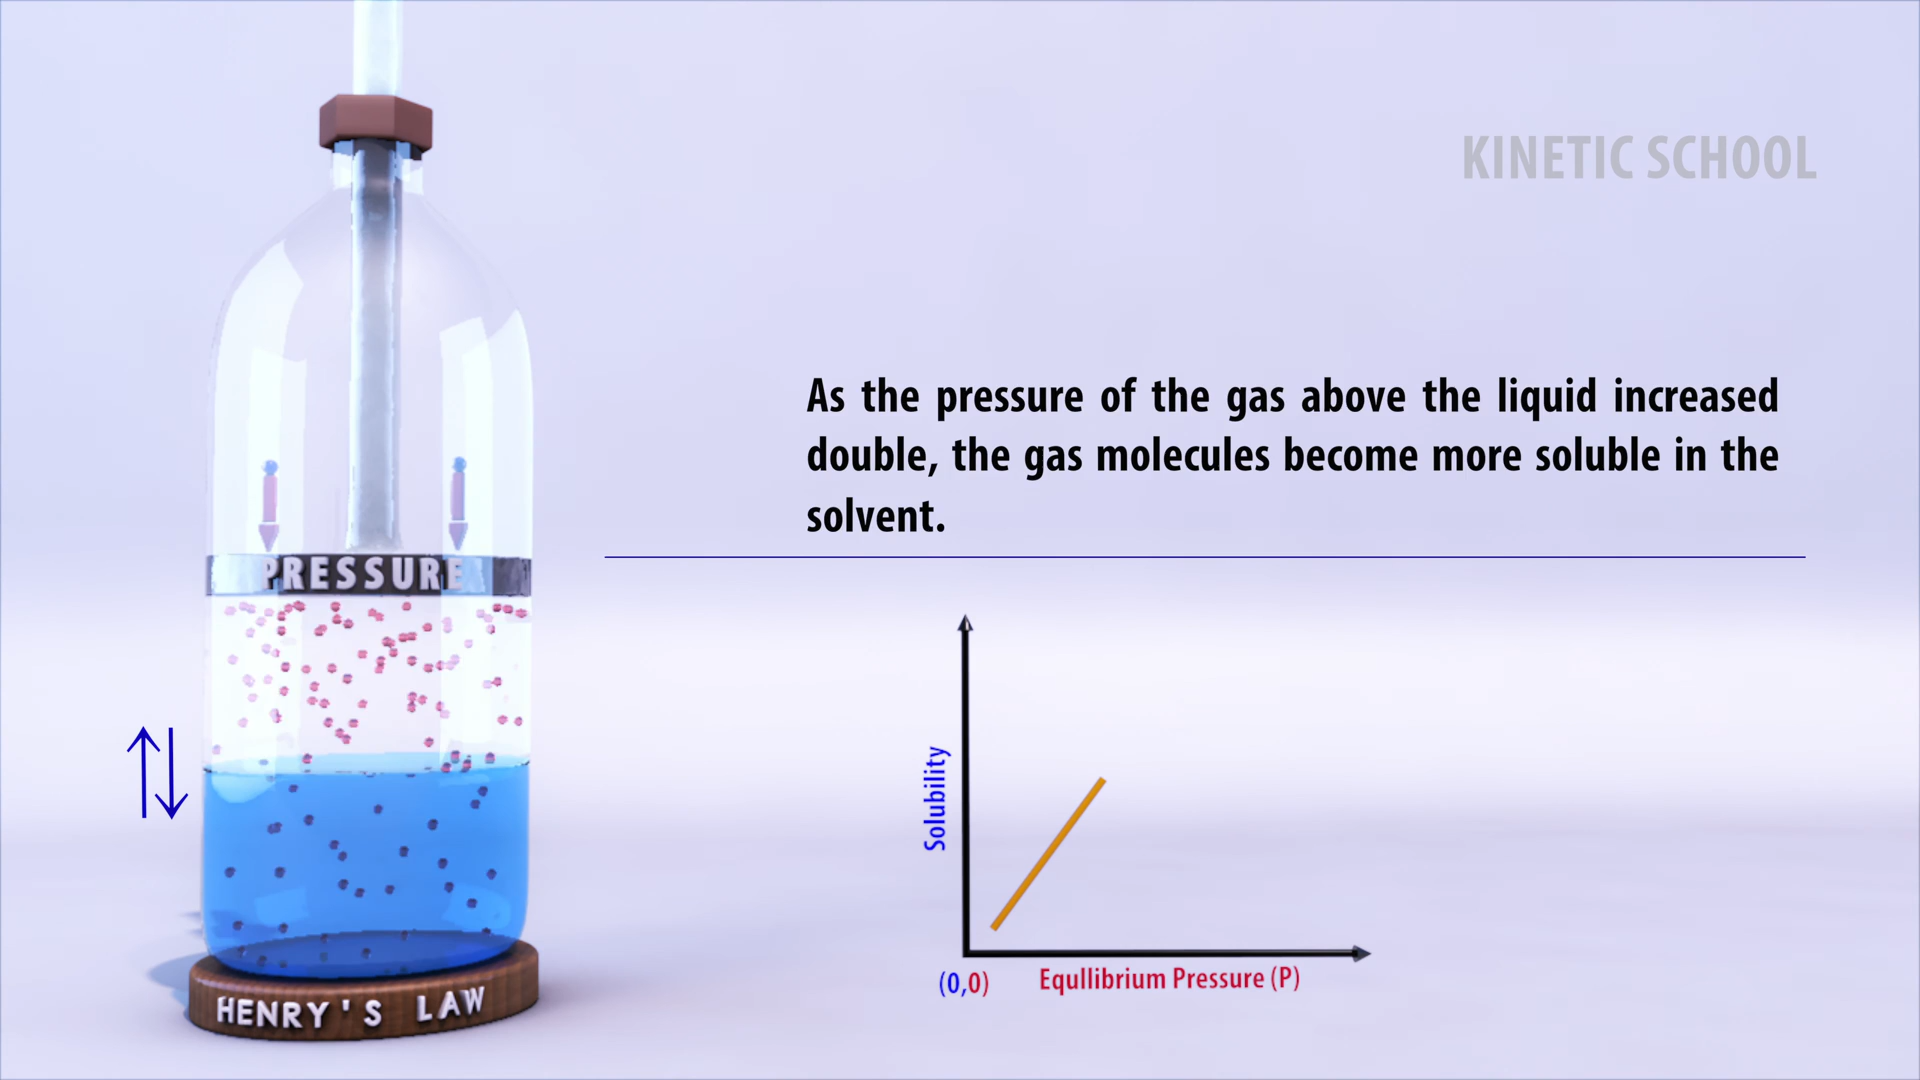 KINETIC SCHOOL
As the pressure of the gas above the liquid increased
double, the gas molecules become more soluble in the
solvent.
PRESSURE
Solubility
(0,0)
Equllibrium Pressure (P)
HENRY'S LAW